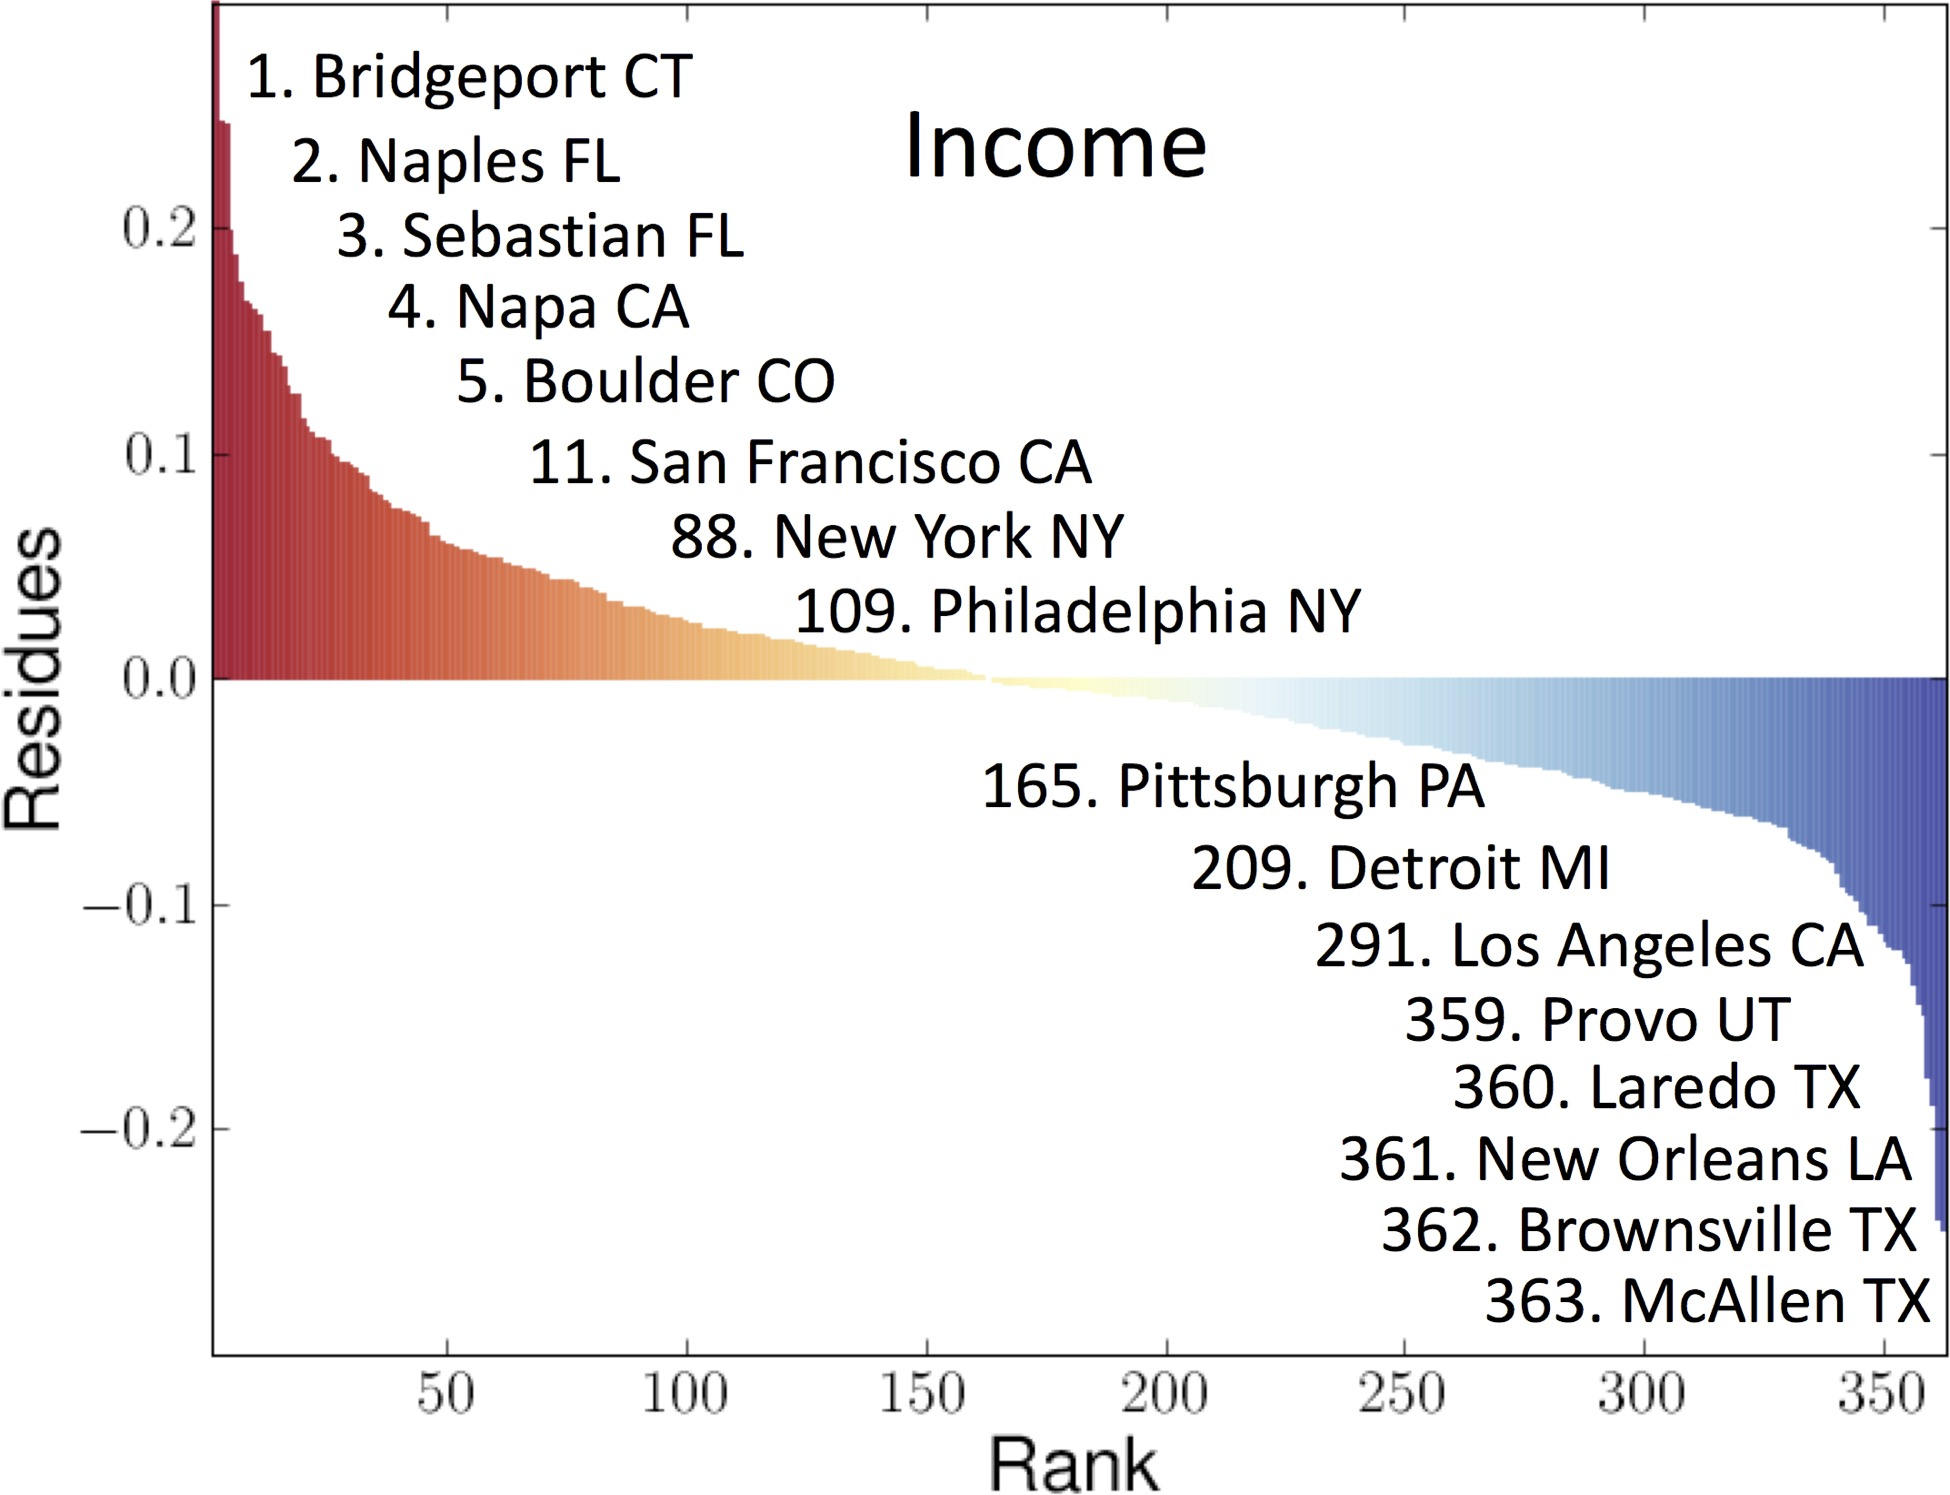 1. Bridgeport CT
Income
2. Naples FL
0.2
3. Sebastian FL
4. Napa CA
5. Boulder CO
0.1
11. San Francisco CA
88. New York NY
109. Philadelphia NY
Residues
0.0
165. Pittsburgh PA
209. Detroit MI
−0.1
291. Los Angeles CA
359. Provo UT
360. Laredo TX
−0.2
361. New Orleans LA
362. Brownsville TX
363. McAllen TX
50 100 150 200 250 300 350
Rank